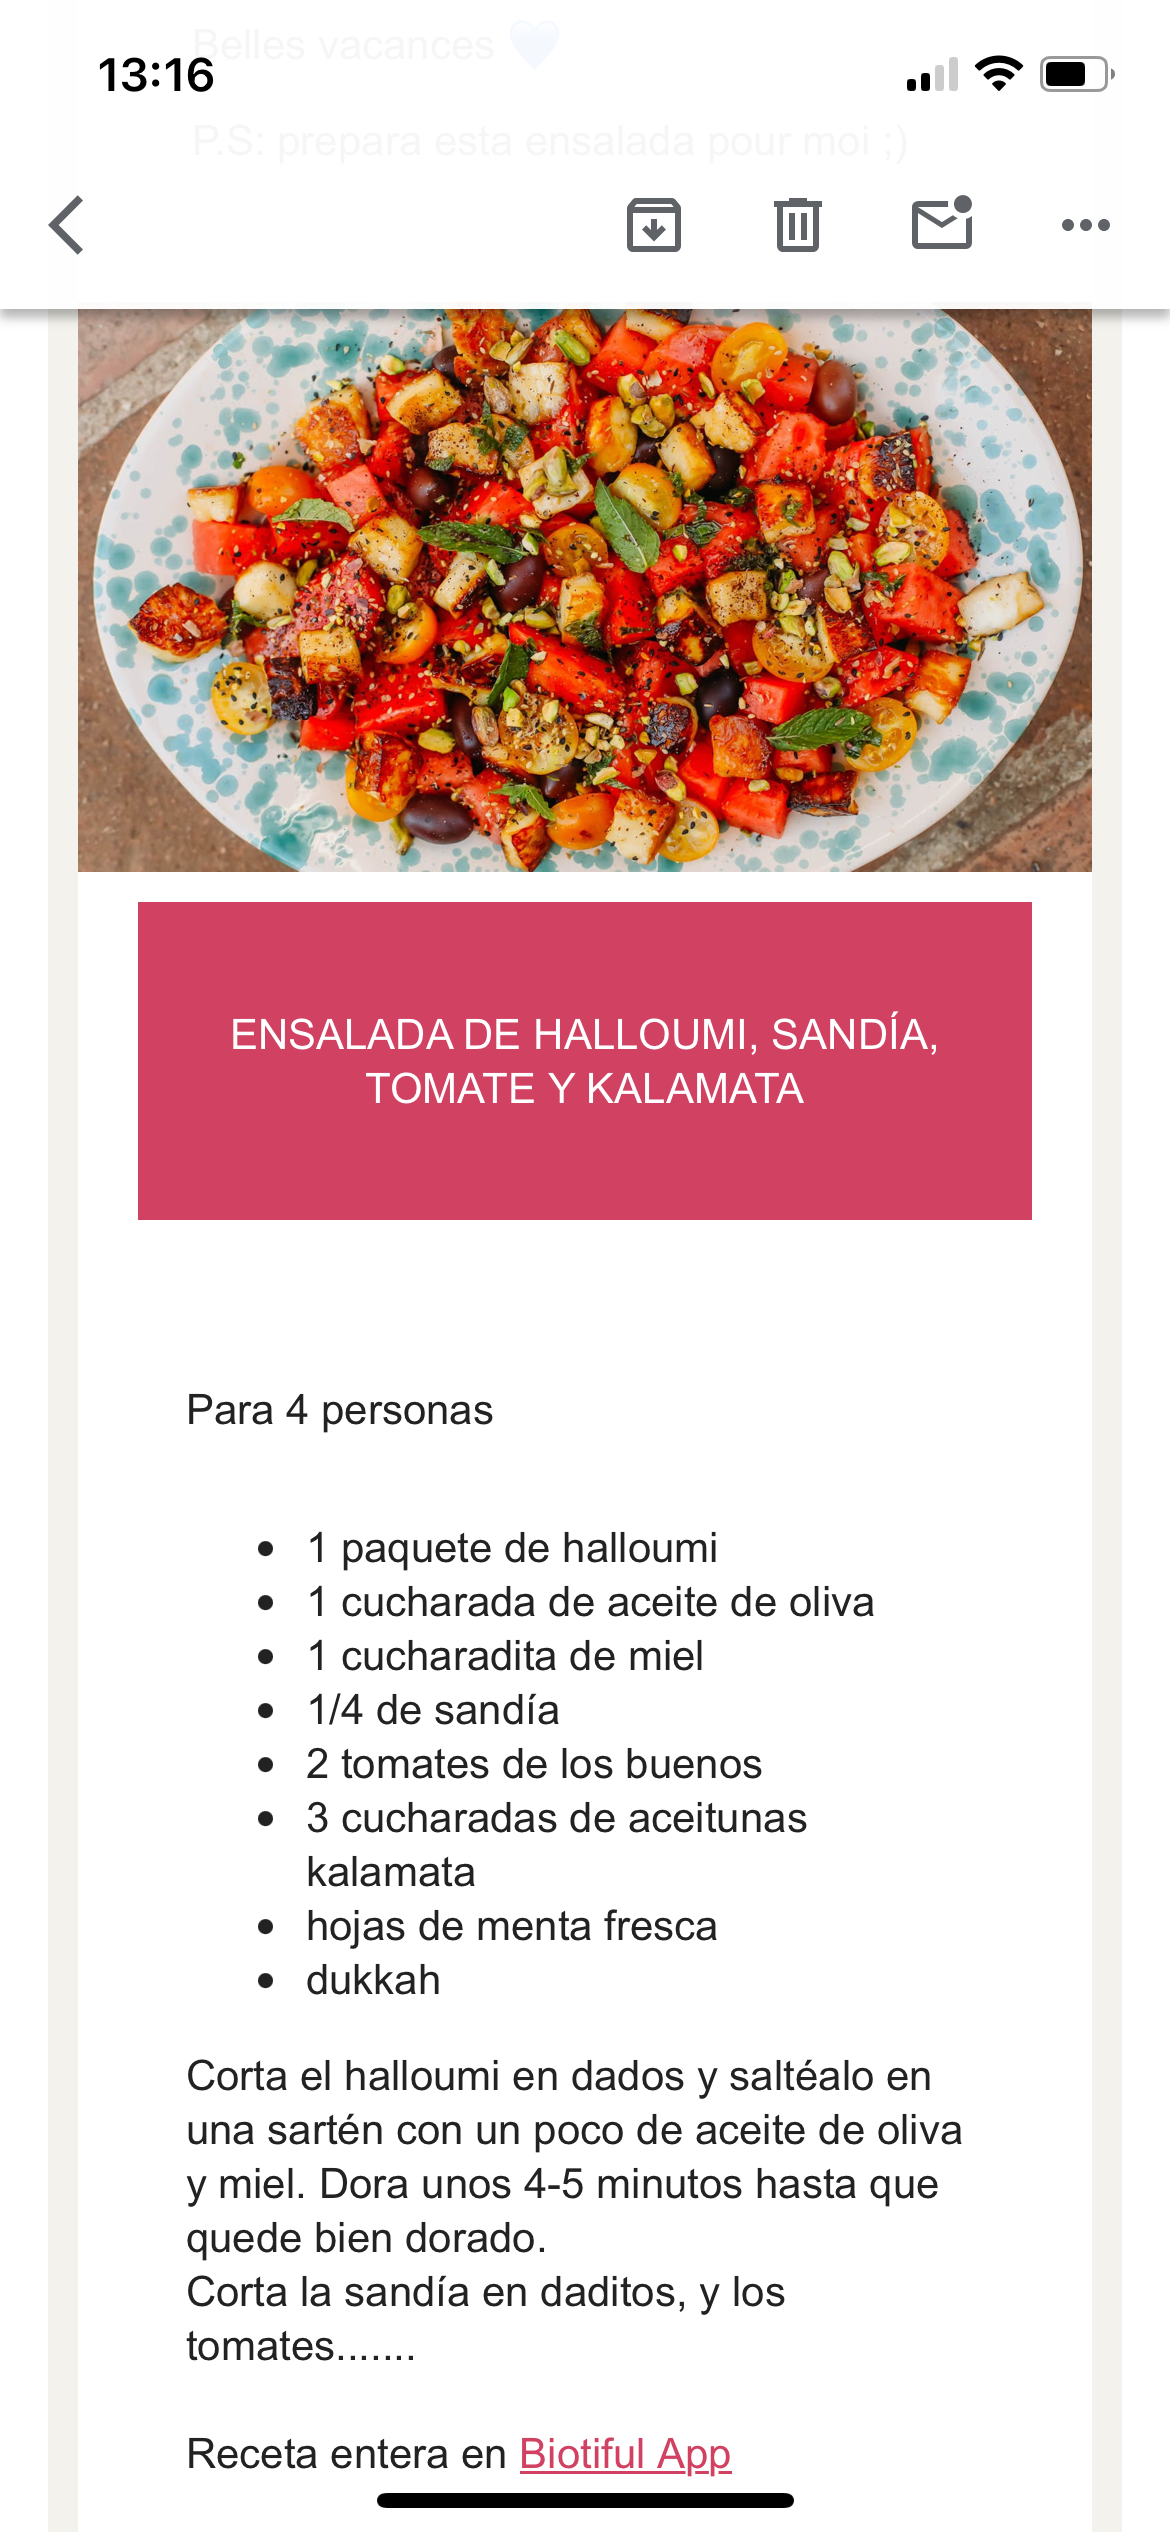 Belles vacances 💙
13:16
P.S: prepara esta ensalada pour moi ;)
ENSALADA DE HALLOUMI, SANDÍA,
TOMATE Y KALAMATA
Para 4 personas
• 1 paquete de halloumi
• 1 cucharada de aceite de oliva
• 1 cucharadita de miel
• 1/4 de sandía
• 2 tomates de los buenos
• 3 cucharadas de aceitunas
kalamata
• hojas de menta fresca
• dukkah
Corta el halloumi en dados y saltéalo en
una sartén con un poco de aceite de oliva
y miel. Dora unos 4-5 minutos hasta que
quede bien dorado.
Corta la sandía en daditos, y los
tomates.......
Receta entera en Biotiful App